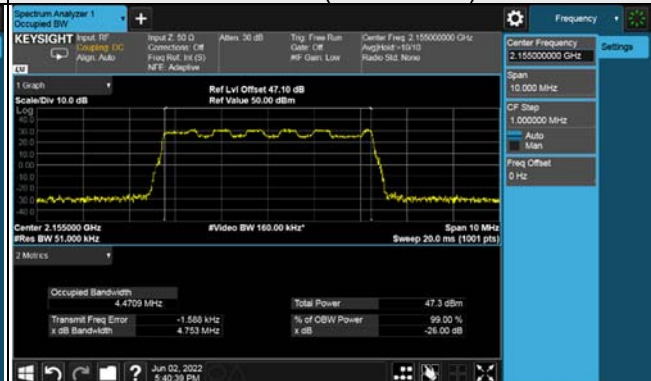 Spectrum Analyzer 1
Occupied BW
+
Frequency
KEYSIGHT
Input: RF
Coupling: DC
Align: Auto
Input Z: 50 Ω
Corrections: Off
Freq Ref: Int (S)
NFE: Adaptive
Atten: 30 dB
Trig: Free Run
Gate: Off
#IF Gain: Low
Center Freq: 2.155000000 GHz
Avg|Hold:>10/10
Radio Std: None
LM
Center Frequency
2.155000000 GHz
Settings
Span
10.000 MHz
CF Step
1.000000 MHz
Auto
Man
Freq Offset
0 Hz
1 Graph
Scale/Div 10.0 dB
Ref Lvl Offset 47.10 dB
Ref Value 50.00 dBm
Log
40.0
30.0
20.0
10.0
0.00
-10.0
-20.0
-30.0
-40.0
Center 2.155000 GHz
#Video BW 160.00 kHz*
Span 10 MHz
#Res BW 51.000 kHz
Sweep 20.0 ms (1001 pts)
2 Metrics
Occupied Bandwidth
4.4709 MHz
Total Power 47.3 dBm
Transmit Freq Error -1.588 kHz
% of OBW Power 99.00 %
x dB Bandwidth 4.753 MHz
x dB -26.00 dB
?
Jun 02, 2022
5:40:39 PM